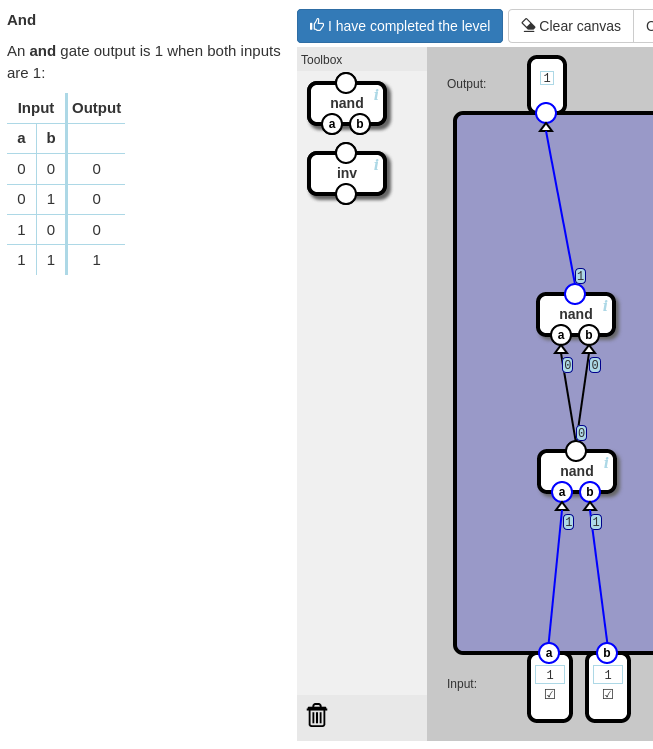 And
An and gate output is 1 when both inputs
are 1:
Input Output
a b
0 0 0
0 1 0
1 0 0
1 1 1
I have completed the level
Clear canvas
Toolbox
nand
i
a b
inv
i
Output:
1
1
nand
i
a b
0 0
0
nand
i
a b
1 1
a b
Input:
1 1